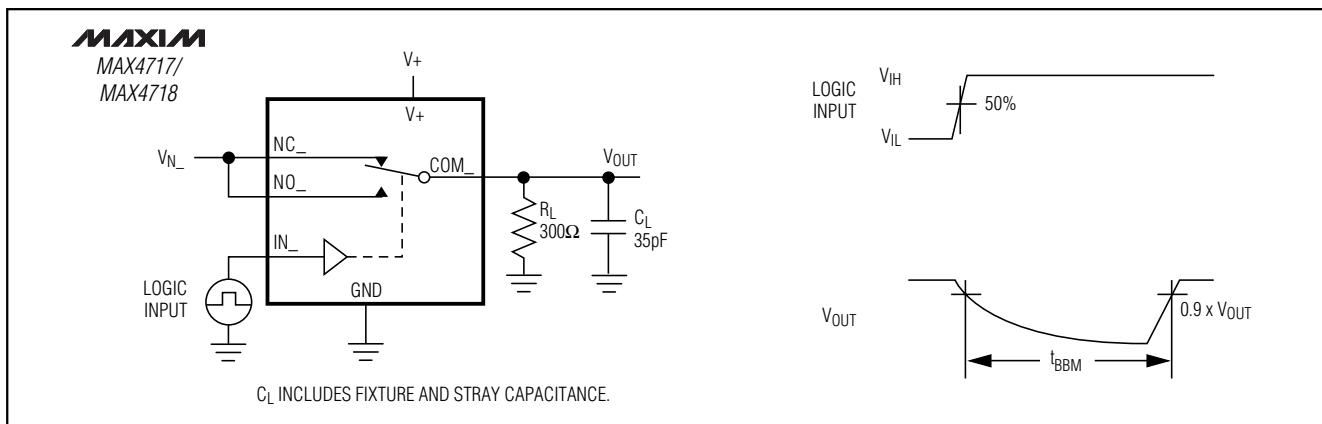 MAXIM
MAX4717/
MAX4718
V+
V+
NC_
V_N_
NO_
COM_
V_OUT
R_L
300Ω
C_L
35pF
IN_
LOGIC
INPUT
GND
C_L INCLUDES FIXTURE AND STRAY CAPACITANCE.
LOGIC
INPUT
V_IH
50%
V_IL
V_OUT
0.9 x V_OUT
t_BBM